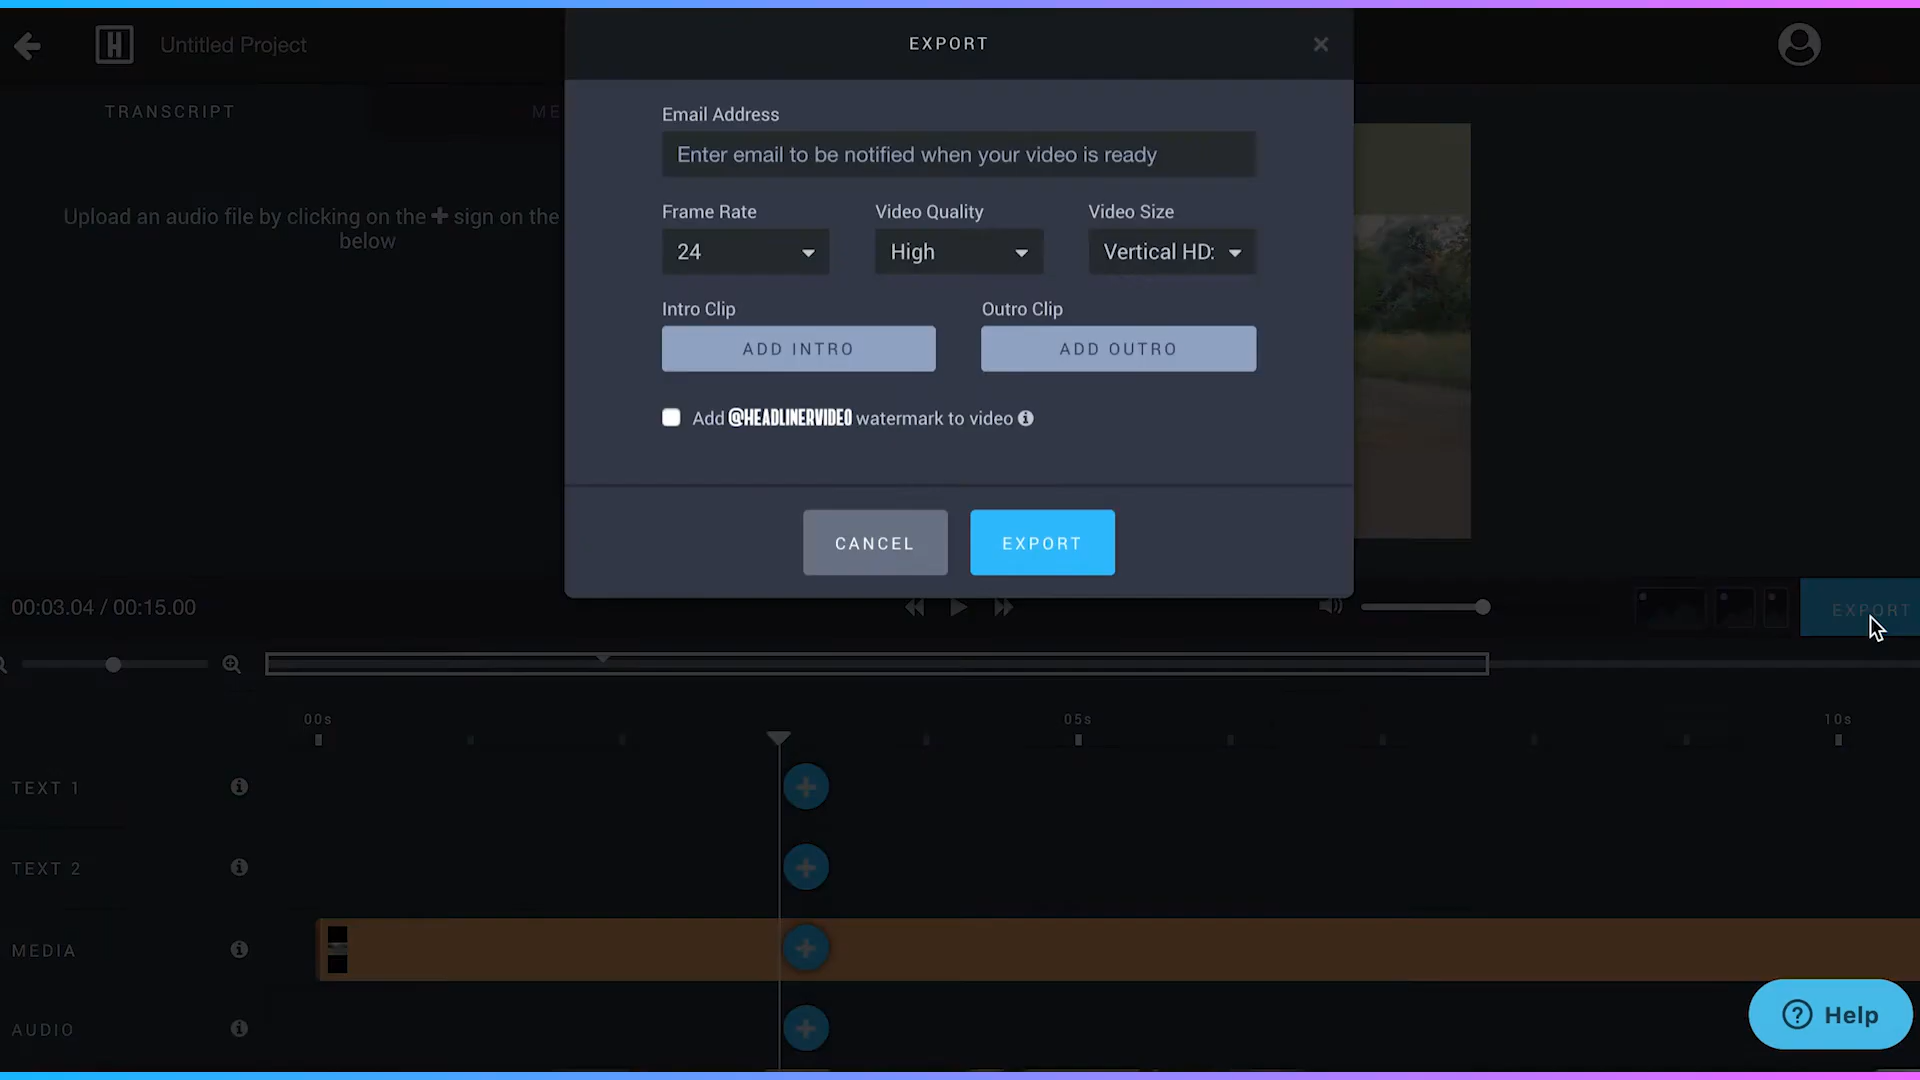 EXPORT
H Untitled Project
TRANSCRIPT
ME
Upload an audio file by clicking on the + sign on the
below
Email Address
Enter email to be notified when your video is ready
Frame Rate
Video Quality
Video Size
24
High
Vertical HD:
Intro Clip
Outro Clip
ADD INTRO
ADD OUTRO
Add @HEADLINERVIDEO watermark to video
CANCEL
EXPORT
00:03.04 / 00:15.00
EXPORT
00s
05s
10s
TEXT 1
TEXT 2
MEDIA
AUDIO
? Help